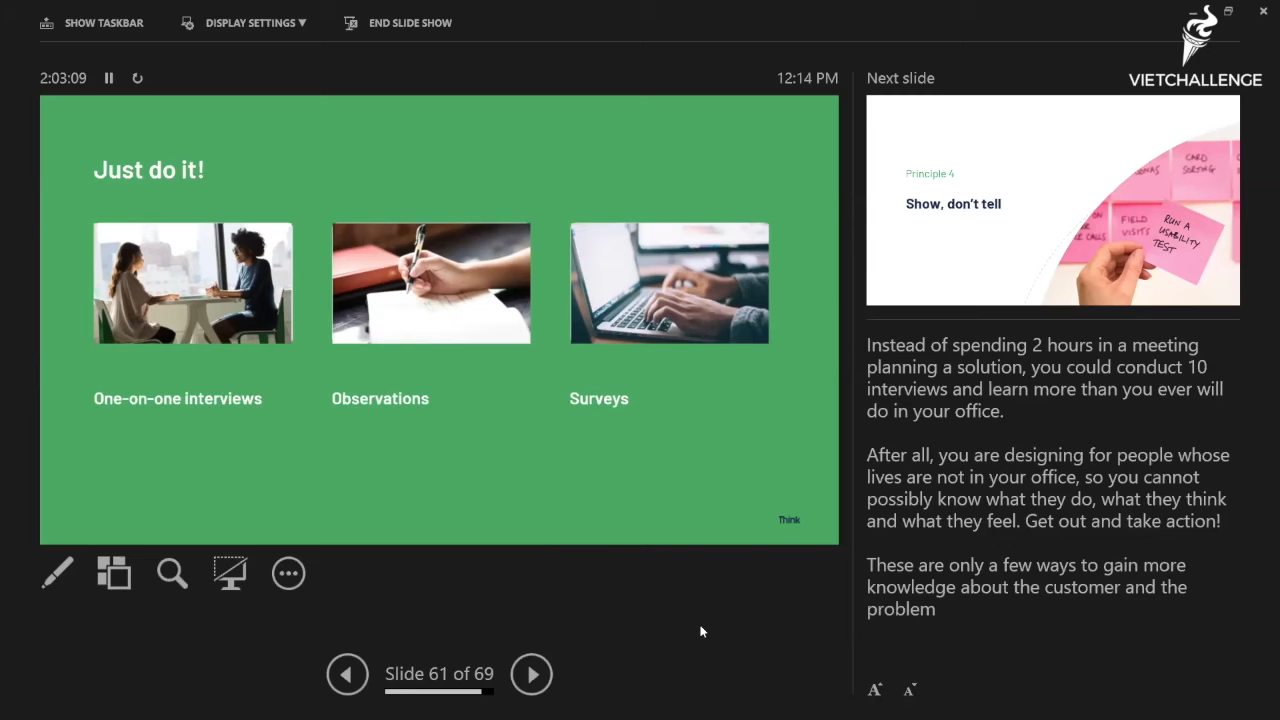 SHOW TASKBAR
DISPLAY SETTINGS ▼
END SLIDE SHOW
VIETCHALLENGE
2:03:09
12:14 PM
Next slide
Just do it!
One-on-one interviews
Observations
Surveys
Think
Principle 4
Show, don't tell
CARD
SORTING
FIELD
VISITS
CALLS
RUN A
USABILITY
TEST
Instead of spending 2 hours in a meeting
planning a solution, you could conduct 10
interviews and learn more than you ever will
do in your office.
After all, you are designing for people whose
lives are not in your office, so you cannot
possibly know what they do, what they think
and what they feel. Get out and take action!
These are only a few ways to gain more
knowledge about the customer and the
problem
Slide 61 of 69
A
A